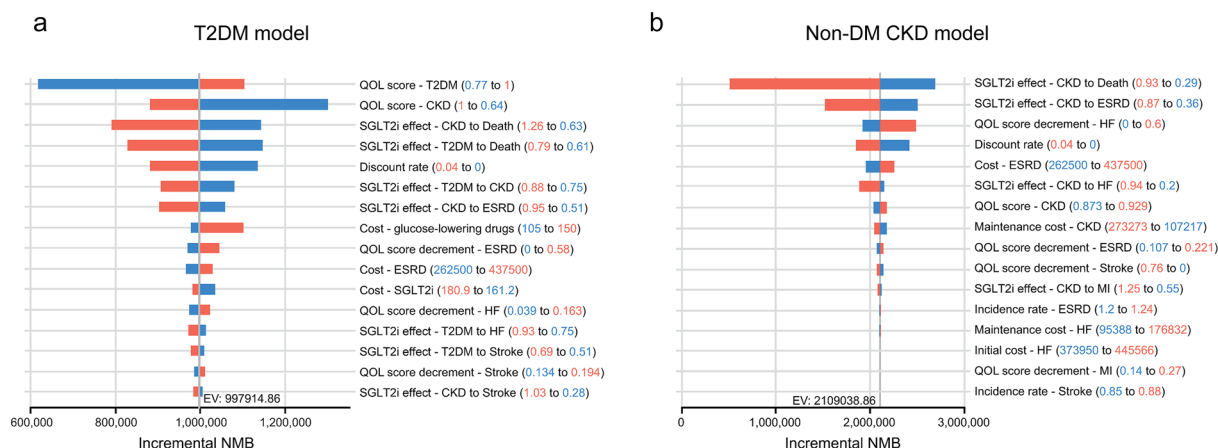 a
T2DM model
QOL score - T2DM (0.77 to 1)
QOL score - CKD (1 to 0.64)
SGLT2i effect - CKD to Death (1.26 to 0.63)
SGLT2i effect - T2DM to Death (0.79 to 0.61)
Discount rate (0.04 to 0)
SGLT2i effect - T2DM to CKD (0.88 to 0.75)
SGLT2i effect - CKD to ESRD (0.95 to 0.51)
Cost - glucose-lowering drugs (105 to 150)
QOL score decrement - ESRD (0 to 0.58)
Cost - ESRD (262500 to 437500)
Cost - SGLT2i (180.9 to 161.2)
QOL score decrement - HF (0.039 to 0.163)
SGLT2i effect - T2DM to HF (0.93 to 0.75)
SGLT2i effect - T2DM to Stroke (0.69 to 0.51)
QOL score decrement - Stroke (0.134 to 0.194)
SGLT2i effect - CKD to Stroke (1.03 to 0.28)
EV: 997914.86
600,000 800,000 1,000,000 1,200,000
Incremental NMB
b
Non-DM CKD model
SGLT2i effect - CKD to Death (0.93 to 0.29)
SGLT2i effect - CKD to ESRD (0.87 to 0.36)
QOL score decrement - HF (0 to 0.6)
Discount rate (0.04 to 0)
Cost - ESRD (262500 to 437500)
SGLT2i effect - CKD to HF (0.94 to 0.2)
QOL score - CKD (0.873 to 0.929)
Maintenance cost - CKD (273273 to 107217)
QOL score decrement - ESRD (0.107 to 0.221)
QOL score decrement - Stroke (0.76 to 0)
SGLT2i effect - CKD to MI (1.25 to 0.55)
Incidence rate - ESRD (1.2 to 1.24)
Maintenance cost - HF (95388 to 176832)
Initial cost - HF (373950 to 445566)
QOL score decrement - MI (0.14 to 0.27)
Incidence rate - Stroke (0.85 to 0.88)
EV: 2109038.86
0 1,000,000 2,000,000 3,000,000
Incremental NMB